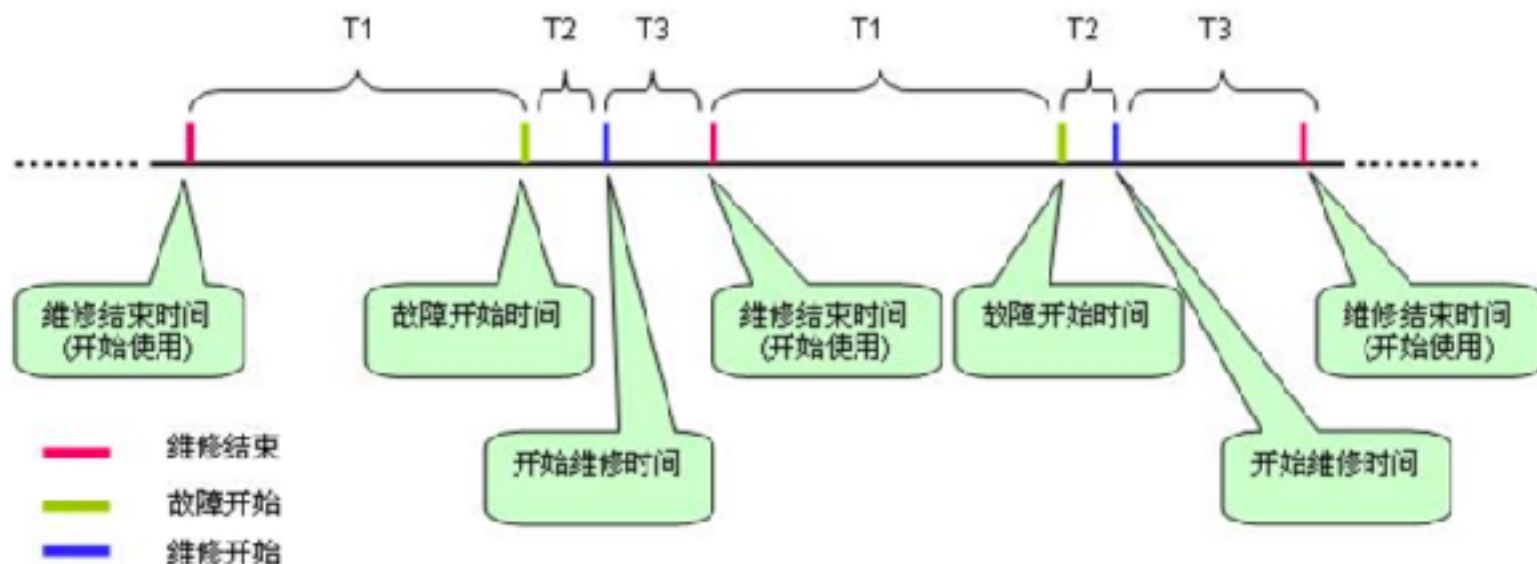 T1 T2 T3 T1 T2 T3
维修结束时间
(开始使用)
故障开始时间
维修结束时间
(开始使用)
故障开始时间
维修结束时间
(开始使用)
开始维修时间
开始维修时间
维修结束
故障开始
维修开始